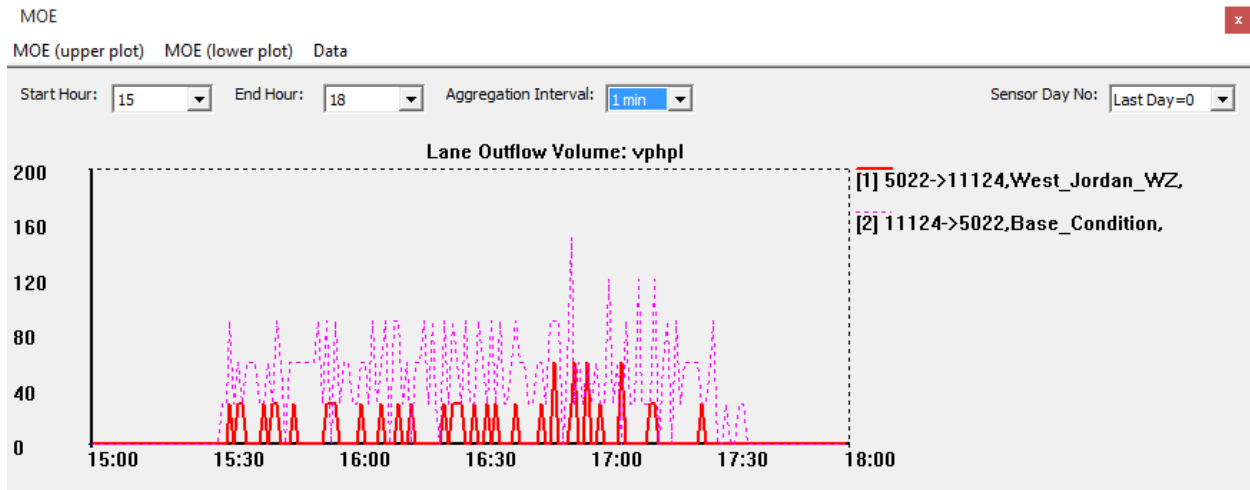 MOE
x
MOE (upper plot) MOE (lower plot) Data
Start Hour: 15 End Hour: 18 Aggregation Interval: 1 min Sensor Day No: Last Day=0
Lane Outflow Volume: vphpl
200
[1] 5022->11124,West_Jordan_WZ,
160
[2] 11124->5022,Base_Condition,
120
80
40
0
15:00 15:30 16:00 16:30 17:00 17:30 18:00